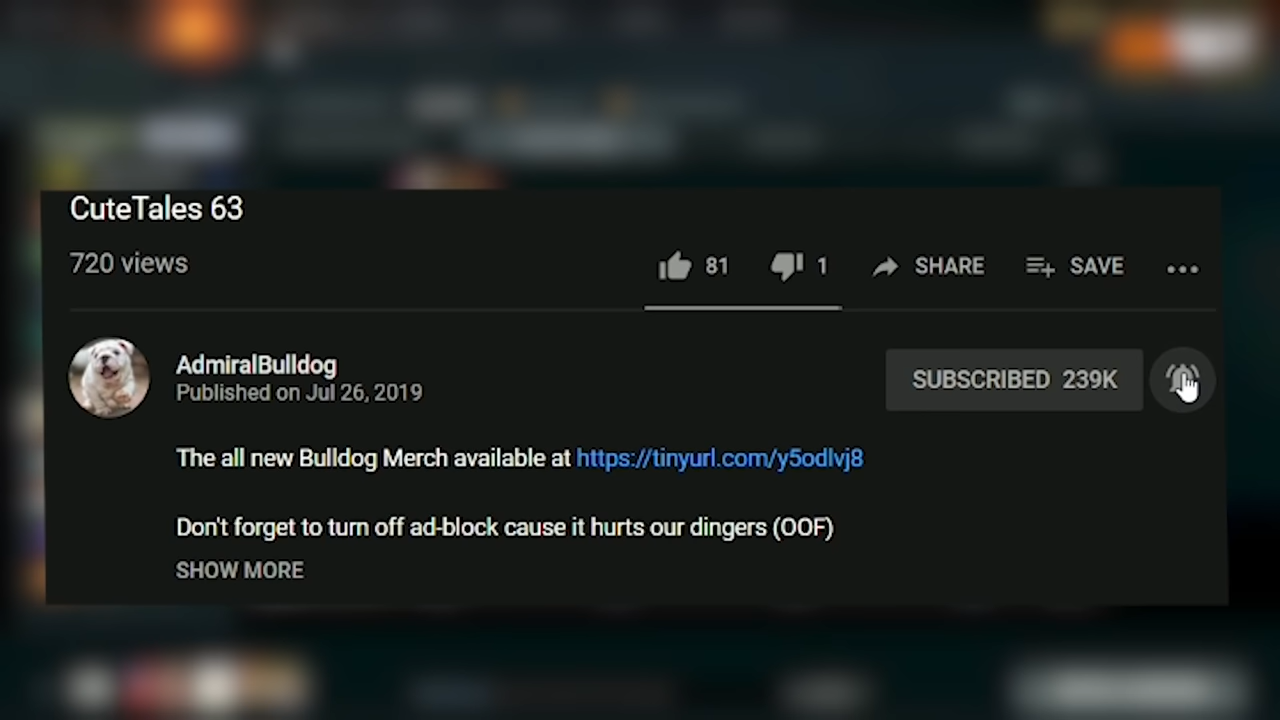 CuteTales 63
720 views
81 1 SHARE SAVE
AdmiralBulldog
Published on Jul 26, 2019
SUBSCRIBED 239K
The all new Bulldog Merch available at https://tinyurl.com/y5odlvj8
Don't forget to turn off ad-block cause it hurts our dingers (OOF)
SHOW MORE